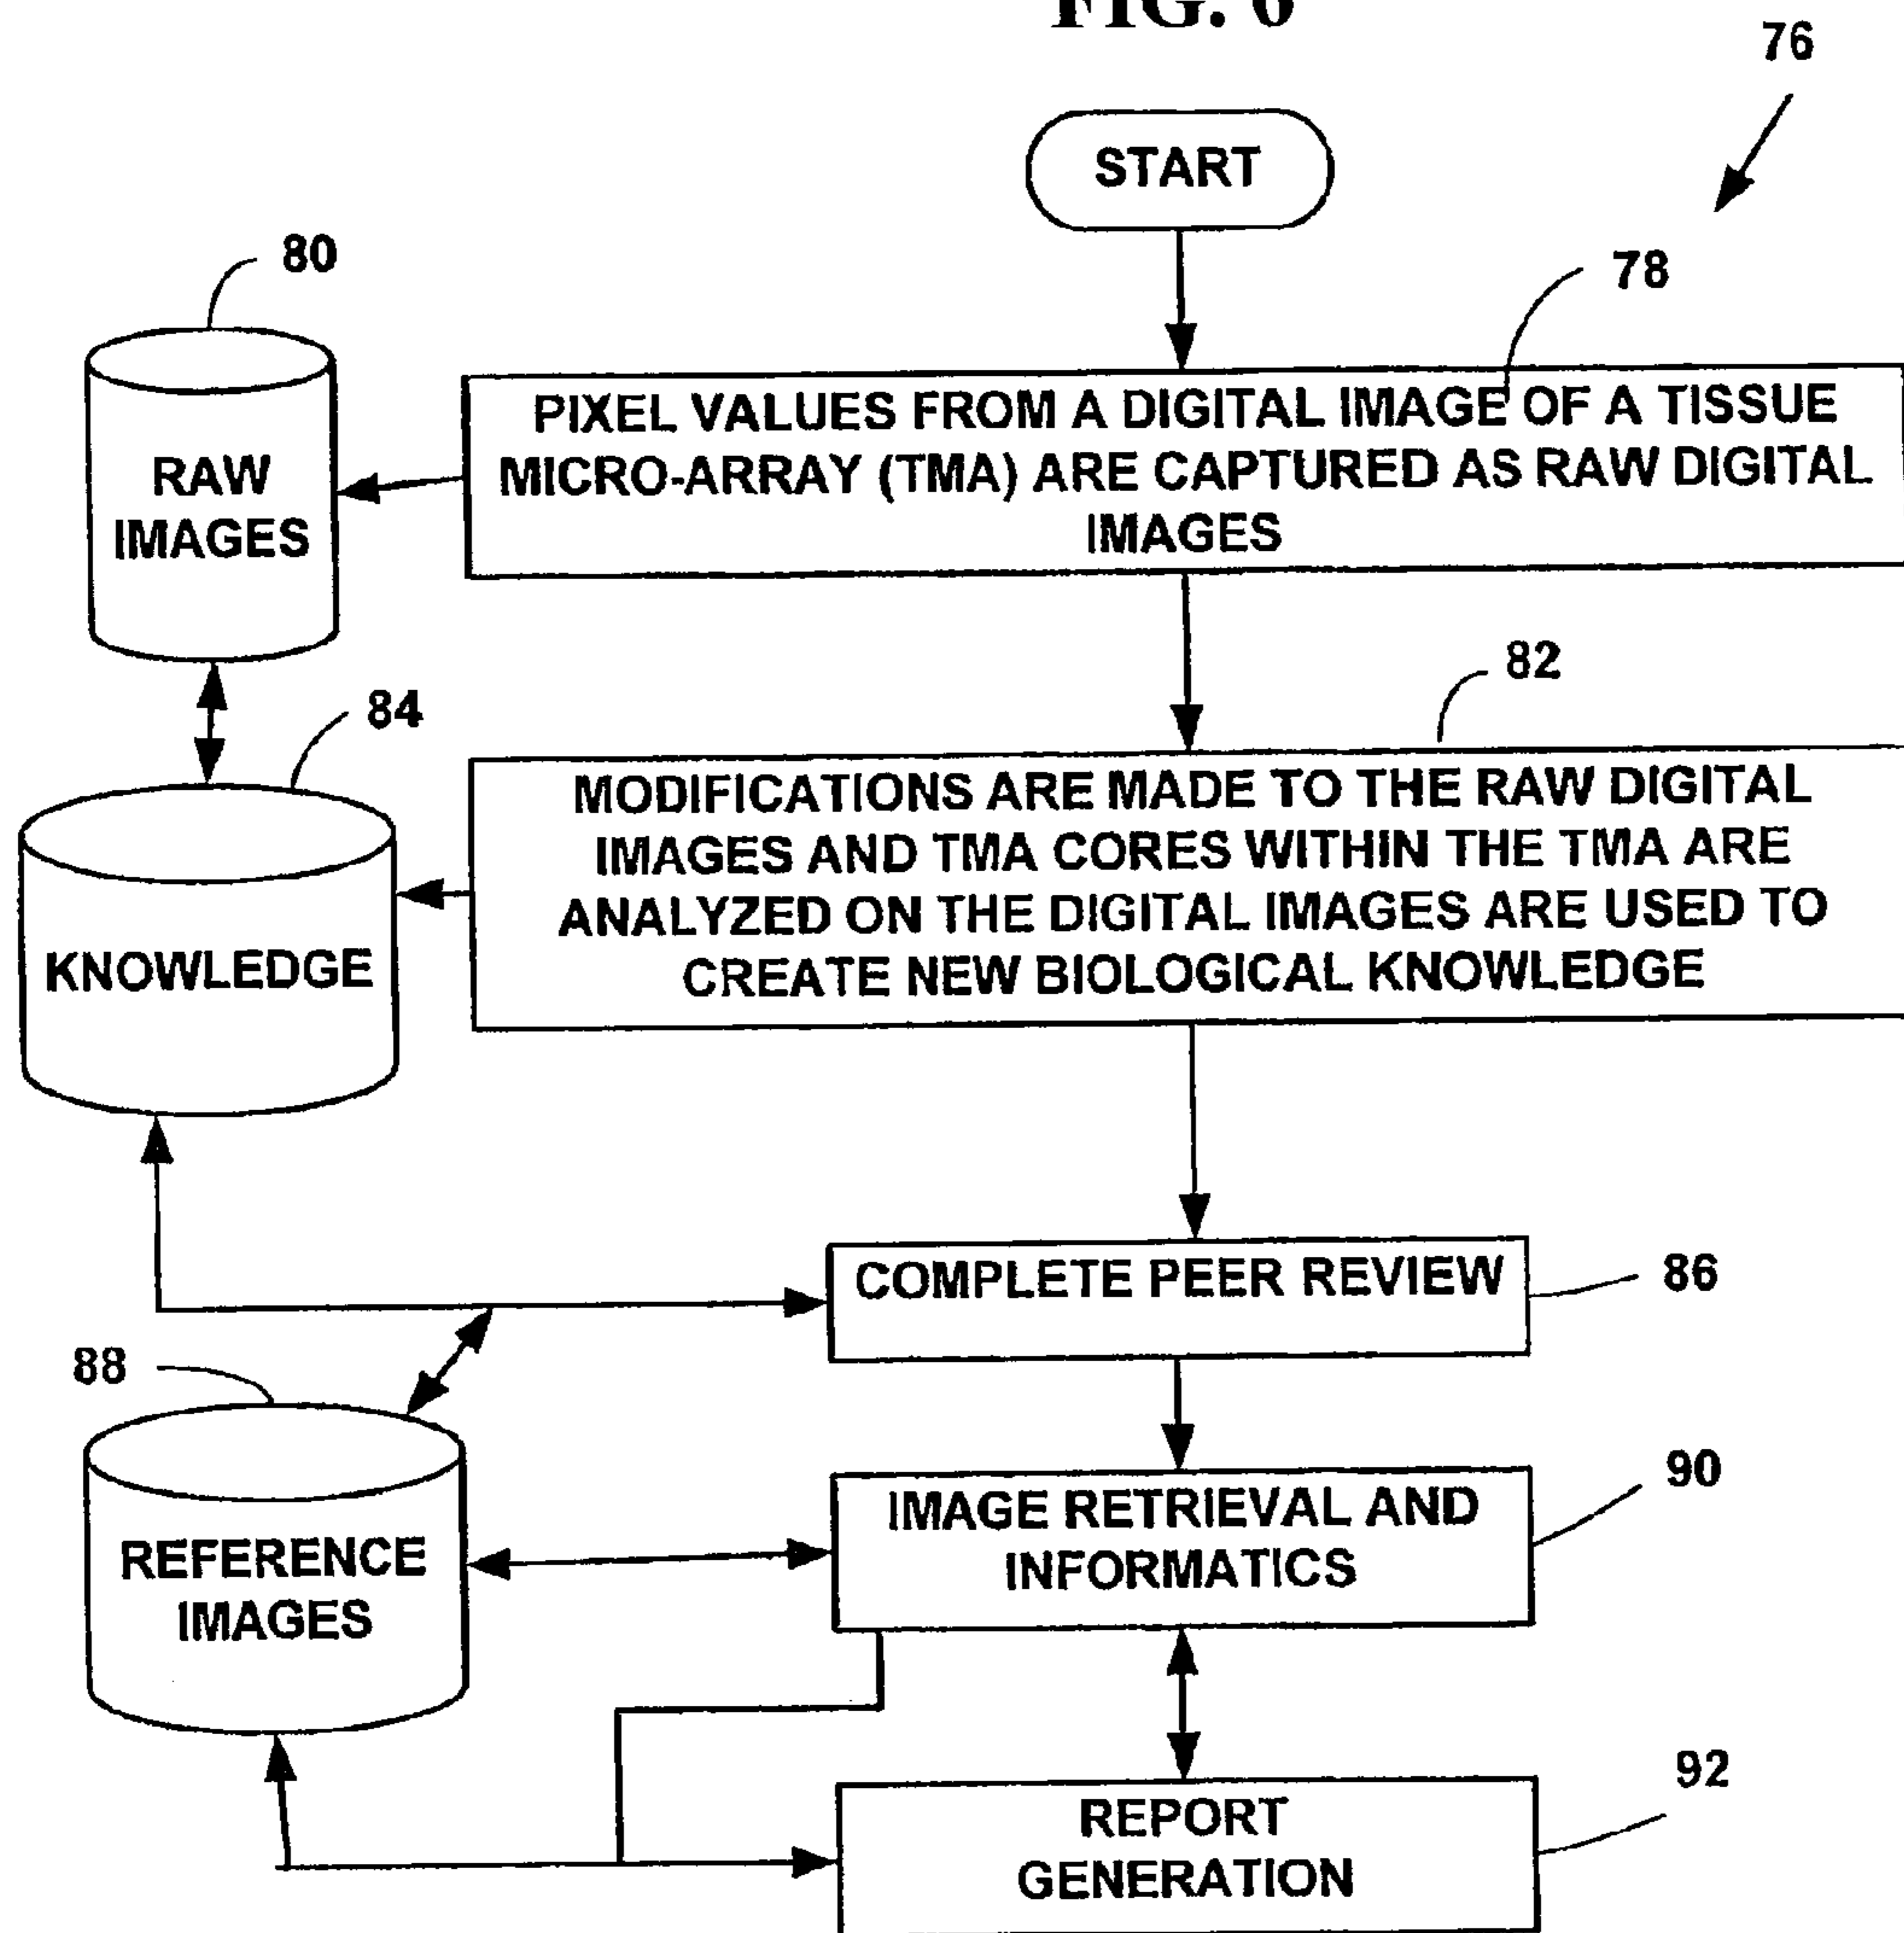 FIG. 6
76
START
80
78
RAW
IMAGES
PIXEL VALUES FROM A DIGITAL IMAGE OF A TISSUE
MICRO-ARRAY (TMA) ARE CAPTURED AS RAW DIGITAL
IMAGES
82
84
KNOWLEDGE
MODIFICATIONS ARE MADE TO THE RAW DIGITAL
IMAGES AND TMA CORES WITHIN THE TMA ARE
ANALYZED ON THE DIGITAL IMAGES ARE USED TO
CREATE NEW BIOLOGICAL KNOWLEDGE
COMPLETE PEER REVIEW
86
88
REFERENCE
IMAGES
IMAGE RETRIEVAL AND
INFORMATICS
90
REPORT
GENERATION
92